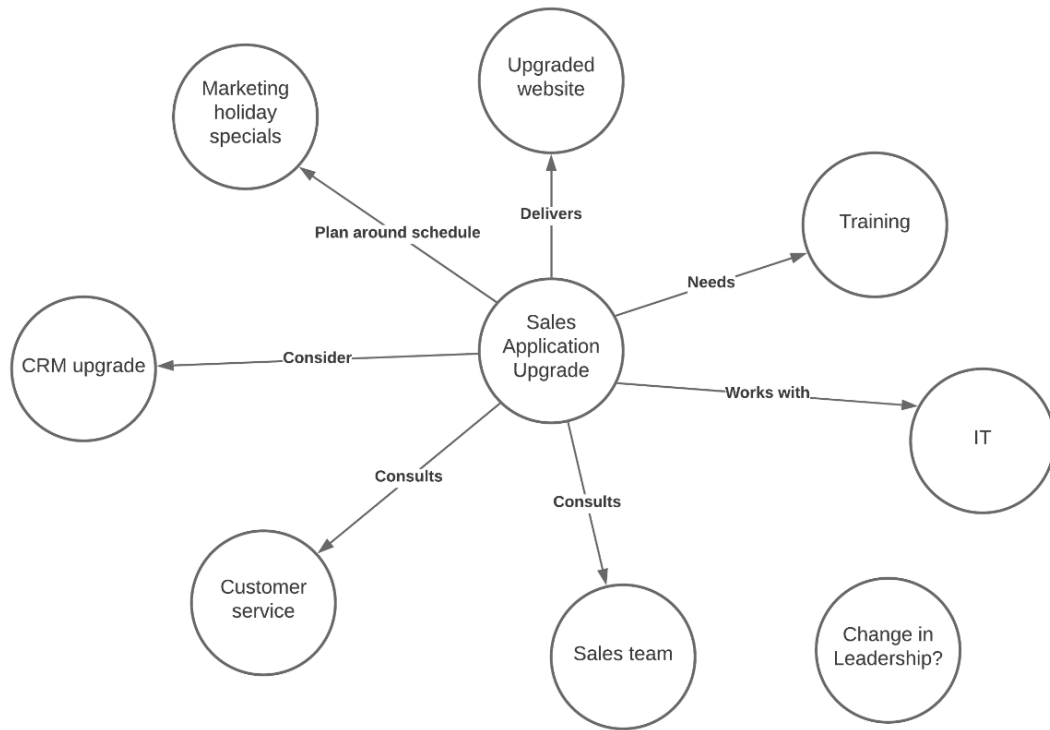 Upgraded
website
Marketing
holiday
specials
Training
Delivers
Plan around schedule
Needs
Sales
Application
Upgrade
CRM upgrade
Consider
Works with
IT
Consults
Consults
Customer
service
Sales team
Change in
Leadership?